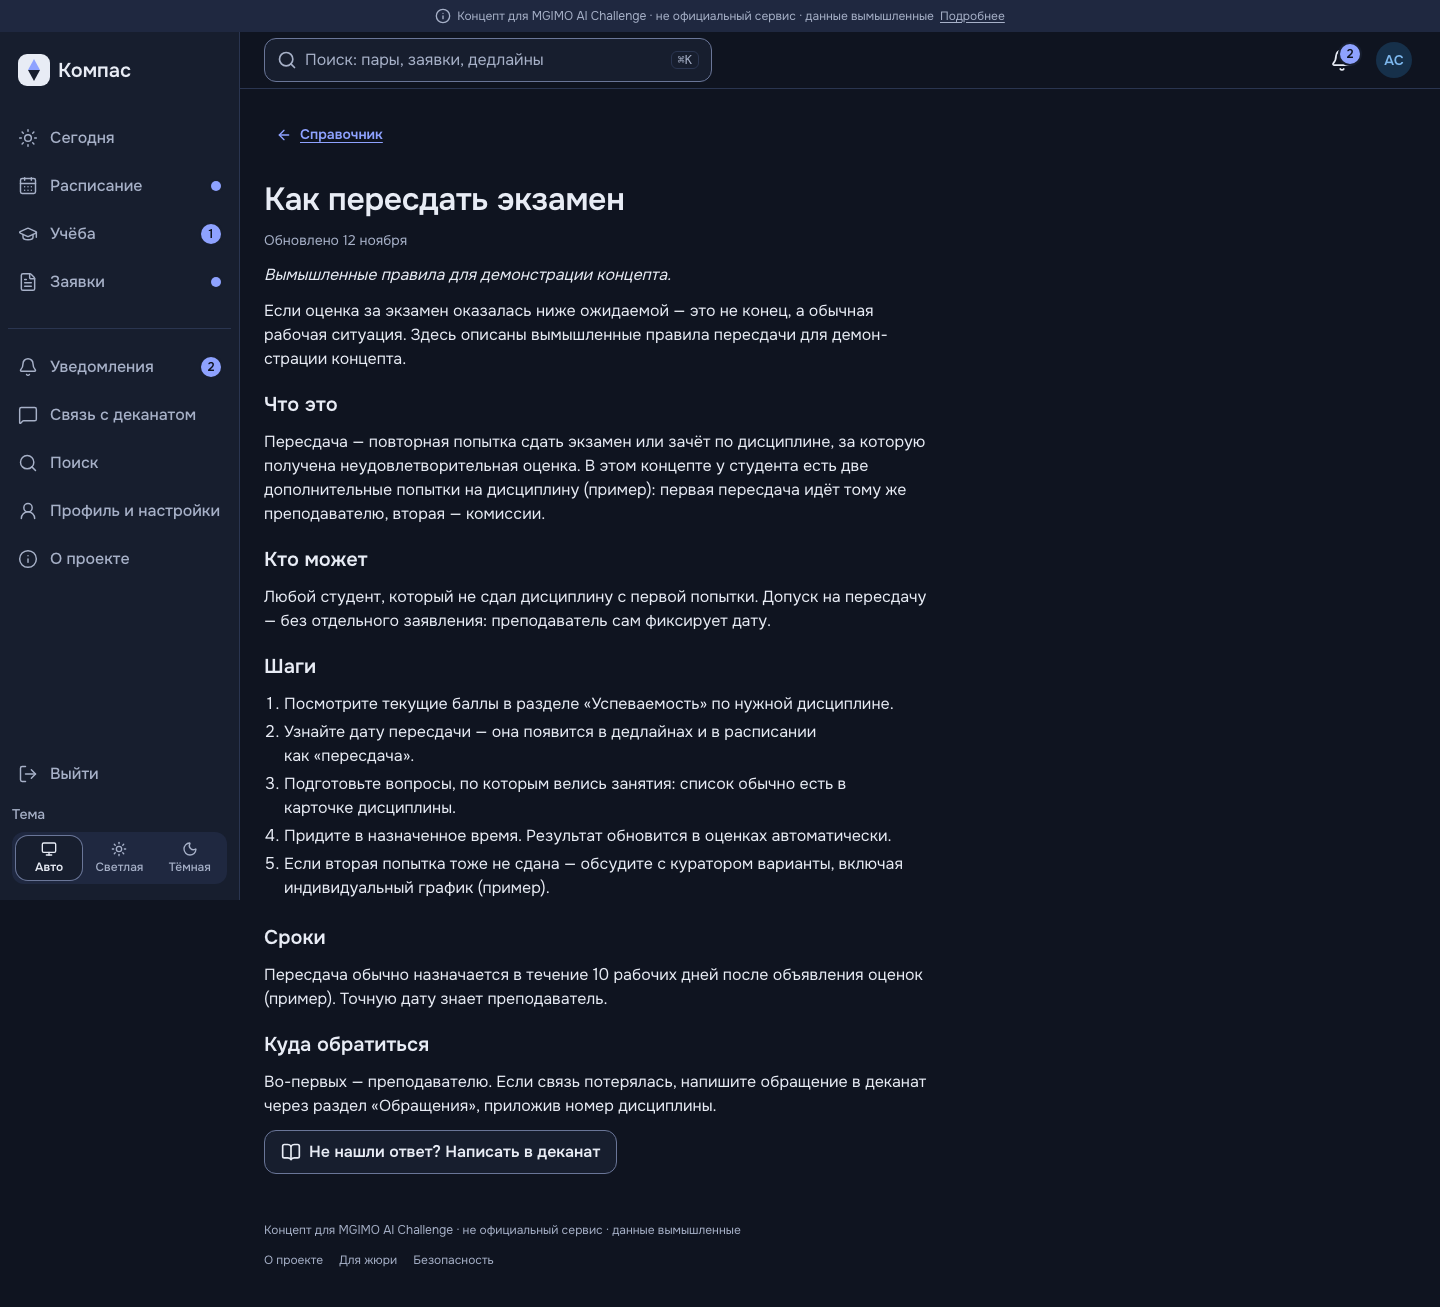 Концепт для MGIMO AI Challenge · не официальный сервис · данные вымышленные Подробнее
Компас
Поиск: пары, заявки, дедлайны
⌘K
2
АС
Сегодня
Расписание
Учёба
1
Заявки
Уведомления
2
Связь с деканатом
Поиск
Профиль и настройки
О проекте
Выйти
Тема
Авто
Светлая
Тёмная
Справочник
Как пересдать экзамен
Обновлено 12 ноября
Вымышленные правила для демонстрации концепта.
Если оценка за экзамен оказалась ниже ожидаемой — это не конец, а обычная
рабочая ситуация. Здесь описаны вымышленные правила пересдачи для демон-
страции концепта.
Что это
Пересдача — повторная попытка сдать экзамен или зачёт по дисциплине, за которую
получена неудовлетворительная оценка. В этом концепте у студента есть две
дополнительные попытки на дисциплину (пример): первая пересдача идёт тому же
преподавателю, вторая — комиссии.
Кто может
Любой студент, который не сдал дисциплину с первой попытки. Допуск на пересдачу
— без отдельного заявления: преподаватель сам фиксирует дату.
Шаги
1. Посмотрите текущие баллы в разделе «Успеваемость» по нужной дисциплине.
2. Узнайте дату пересдачи — она появится в дедлайнах и в расписании
как «пересдача».
3. Подготовьте вопросы, по которым велись занятия: список обычно есть в
карточке дисциплины.
4. Придите в назначенное время. Результат обновится в оценках автоматически.
5. Если вторая попытка тоже не сдана — обсудите с куратором варианты, включая
индивидуальный график (пример).
Сроки
Пересдача обычно назначается в течение 10 рабочих дней после объявления оценок
(пример). Точную дату знает преподаватель.
Куда обратиться
Во-первых — преподавателю. Если связь потерялась, напишите обращение в деканат
через раздел «Обращения», приложив номер дисциплины.
Не нашли ответ? Написать в деканат
Концепт для MGIMO AI Challenge · не официальный сервис · данные вымышленные
О проекте
Для жюри
Безопасность